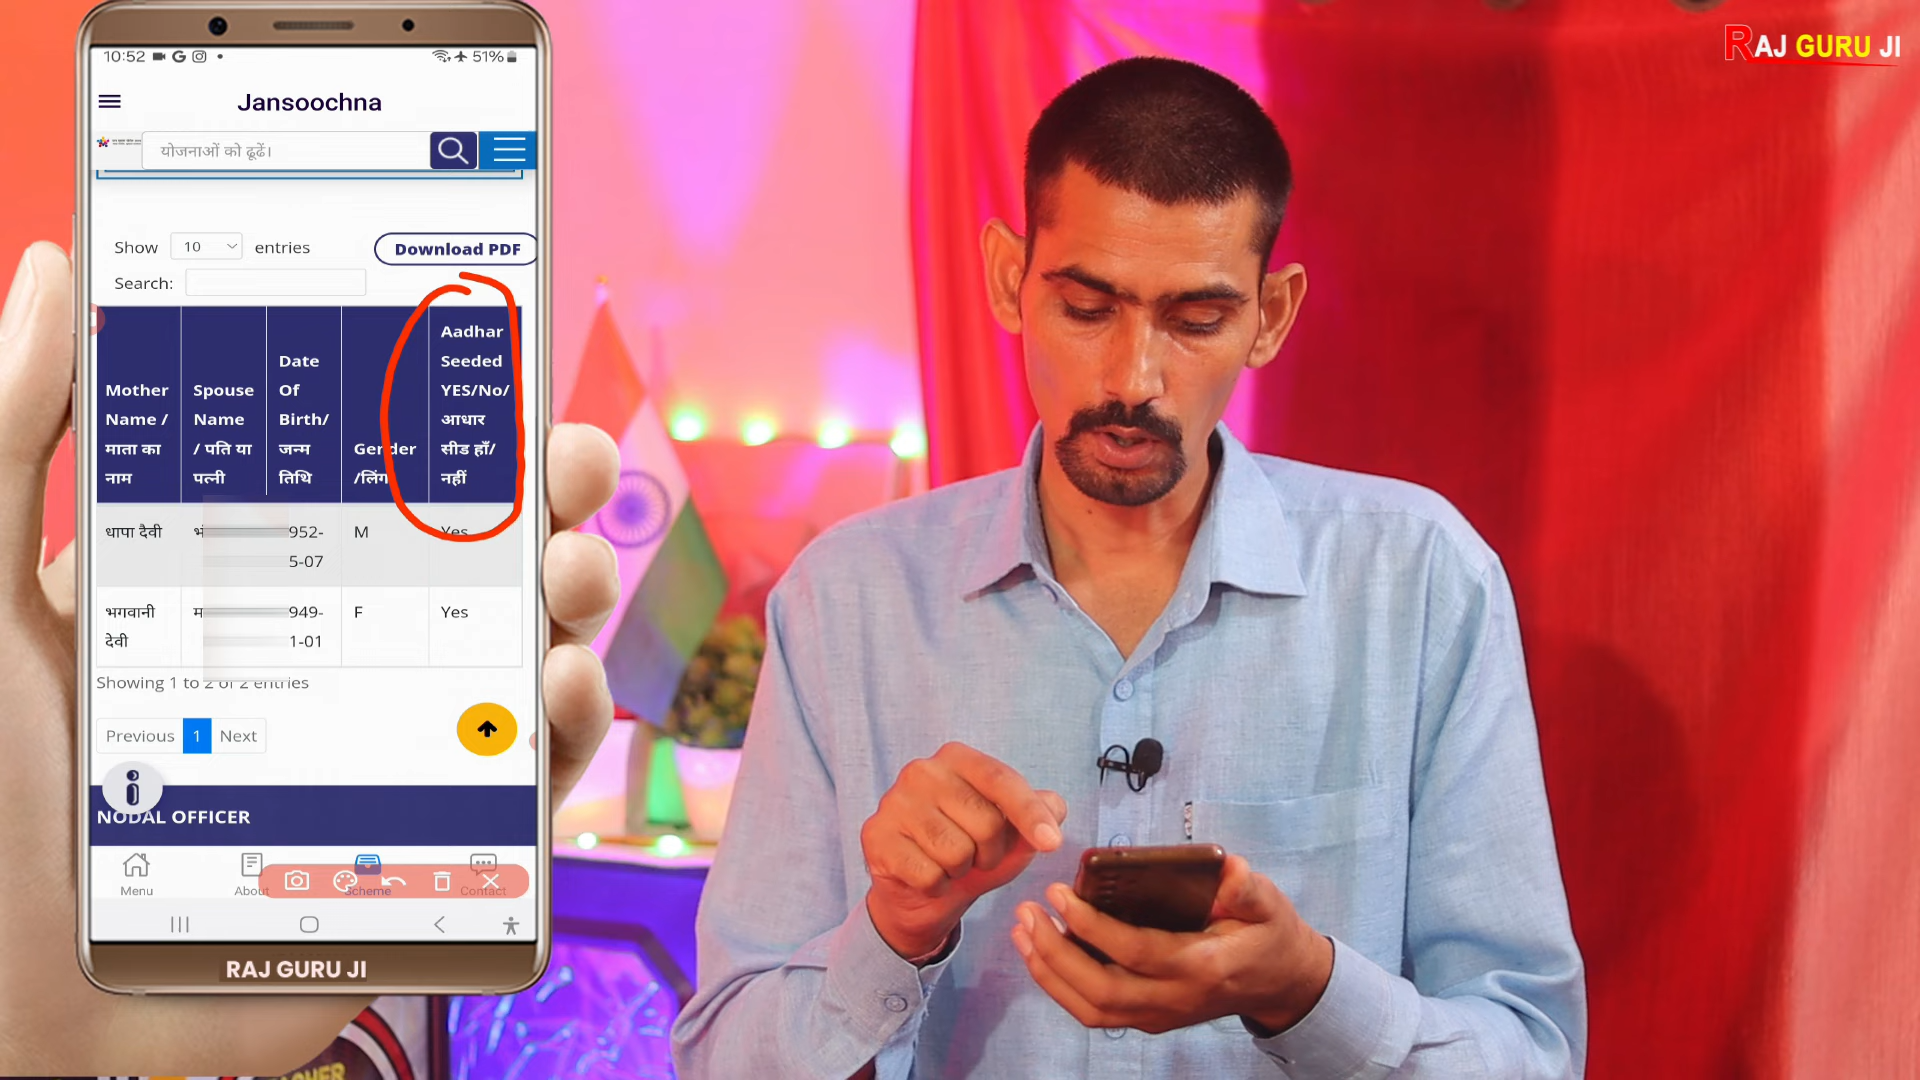 RAJ GURU JI
10:52
51%
Jansoochna
योजनाओं को ढूढें।
Show 10 entries
Download PDF
Search:
Mother Name / माता का नाम
Spouse Name / पति या पत्नी
Date Of Birth/ जन्म तिथि
Gender /लिंग
Aadhar Seeded YES/No/ आधार सीड हाँ/ नहीं
धापा दैवी
952-
5-07
M
Yes
भगवानी देवी
949-
1-01
F
Yes
Showing 1 to 2 of 2 entries
Previous 1 Next
NODAL OFFICER
Menu
About
Scheme
Contact
RAJ GURU JI